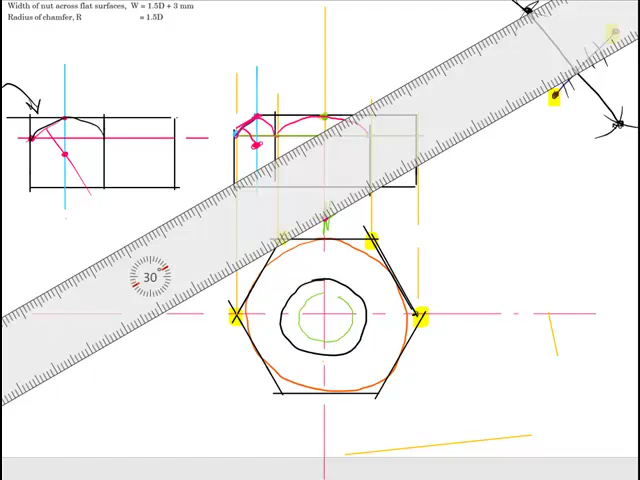 Width of nut across flat surfaces, W = 1.5D + 3 mm
Radius of chamfer, R = 1.5D
30°